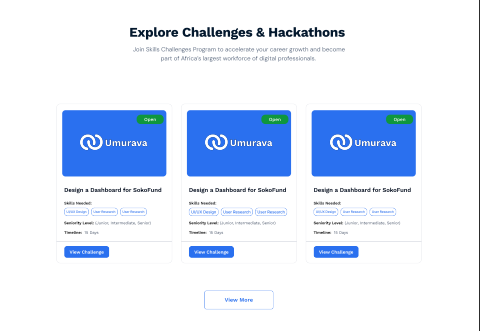 Explore Challenges & Hackathons
Join Skills Challenges Program to accelerate your career growth and become
part of Africa's largest workforce of digital professionals.
Open
Umurava
Design a Dashboard for SokoFund
Skills Needed:
UI/UX Design User Research User Research
Seniority Level: (Junior, Intermediate, Senior)
Timeline: 15 Days
View Challenge
Open
Umurava
Design a Dashboard for SokoFund
Skills Needed:
UI/UX Design User Research User Research
Seniority Level: (Junior, Intermediate, Senior)
Timeline: 15 Days
View Challenge
Open
Umurava
Design a Dashboard for SokoFund
Skills Needed:
UI/UX Design User Research User Research
Seniority Level: (Junior, Intermediate, Senior)
Timeline: 15 Days
View Challenge
View More